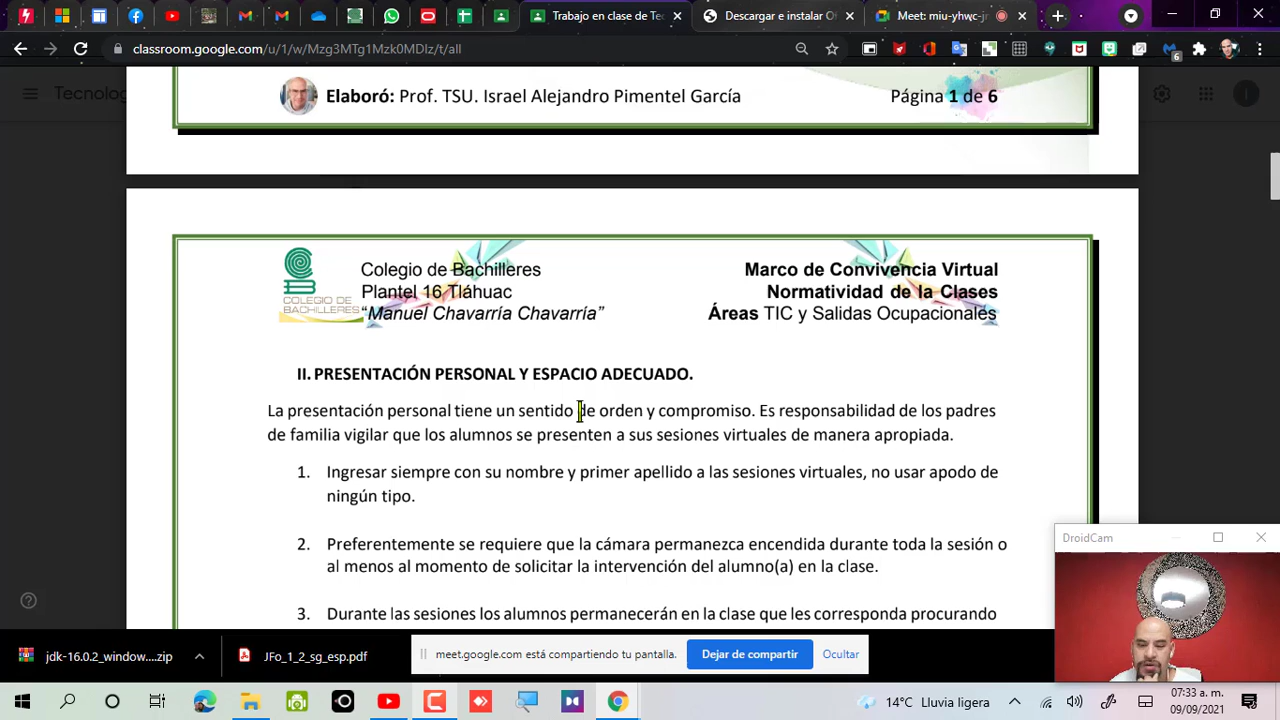 Trabajo en clase de Tec
Descargar e instalar O
Meet: miu-yhwc-j
classroom.google.com/u/1/w/Mzg3MTg1Mzk0MDIz/t/all
6
Tecnolog
Elaboró: Prof. TSU. Israel Alejandro Pimentel García
Página 1 de 6
Colegio de Bachilleres
Plantel 16 Tláhuac
"Manuel Chavarría Chavarría"
COLEGIO DE
BACHILLERES
Marco de Convivencia Virtual
Normatividad de la Clases
Áreas TIC y Salidas Ocupacionales
II. PRESENTACIÓN PERSONAL Y ESPACIO ADECUADO.
La presentación personal tiene un sentido de orden y compromiso. Es responsabilidad de los padres
de familia vigilar que los alumnos se presenten a sus sesiones virtuales de manera apropiada.
1. Ingresar siempre con su nombre y primer apellido a las sesiones virtuales, no usar apodo de
ningún tipo.
2. Preferentemente se requiere que la cámara permanezca encendida durante toda la sesión o
al menos al momento de solicitar la intervención del alumno(a) en la clase.
3. Durante las sesiones los alumnos permanecerán en la clase que les corresponda procurando
DroidCam
jdk-16.0.2_window....zip
JFo_1_2_sg_esp.pdf
meet.google.com está compartiendo tu pantalla.
Dejar de compartir
Ocultar
14°C Lluvia ligera
07:33 a. m.
09/09/2021